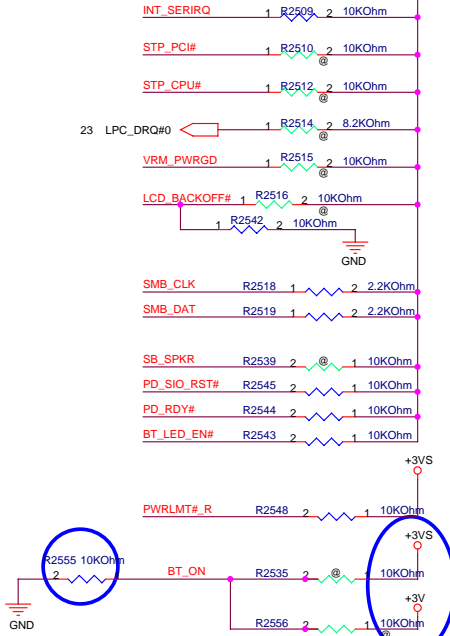 INT_SERIRQ 1 R2509 2 10KOhm
STP_PCI# 1 R2510 2 10KOhm
@
STP_CPU# 1 R2512 2 10KOhm
@
23 LPC_DRQ#0 1 R2514 2 8.2KOhm
@
VRM_PWRGD 1 R2515 2 10KOhm
@
LCD_BACKOFF# 1 R2516 2 10KOhm
@
1 R2542 2 10KOhm
GND
SMB_CLK R2518 1 2 2.2KOhm
SMB_DAT R2519 1 2 2.2KOhm
SB_SPKR R2539 2 @ 1 10KOhm
PD_SIO_RST# R2545 2 1 10KOhm
PD_RDY# R2544 2 1 10KOhm
BT_LED_EN# R2543 2 1 10KOhm
+3VS
PWRLMT#_R R2548 2 1 10KOhm
+3VS
R2555 10KOhm
2 1 BT_ON R2535 2 @ 1 10KOhm
+3V
GND
R2556 2 1 10KOhm
@